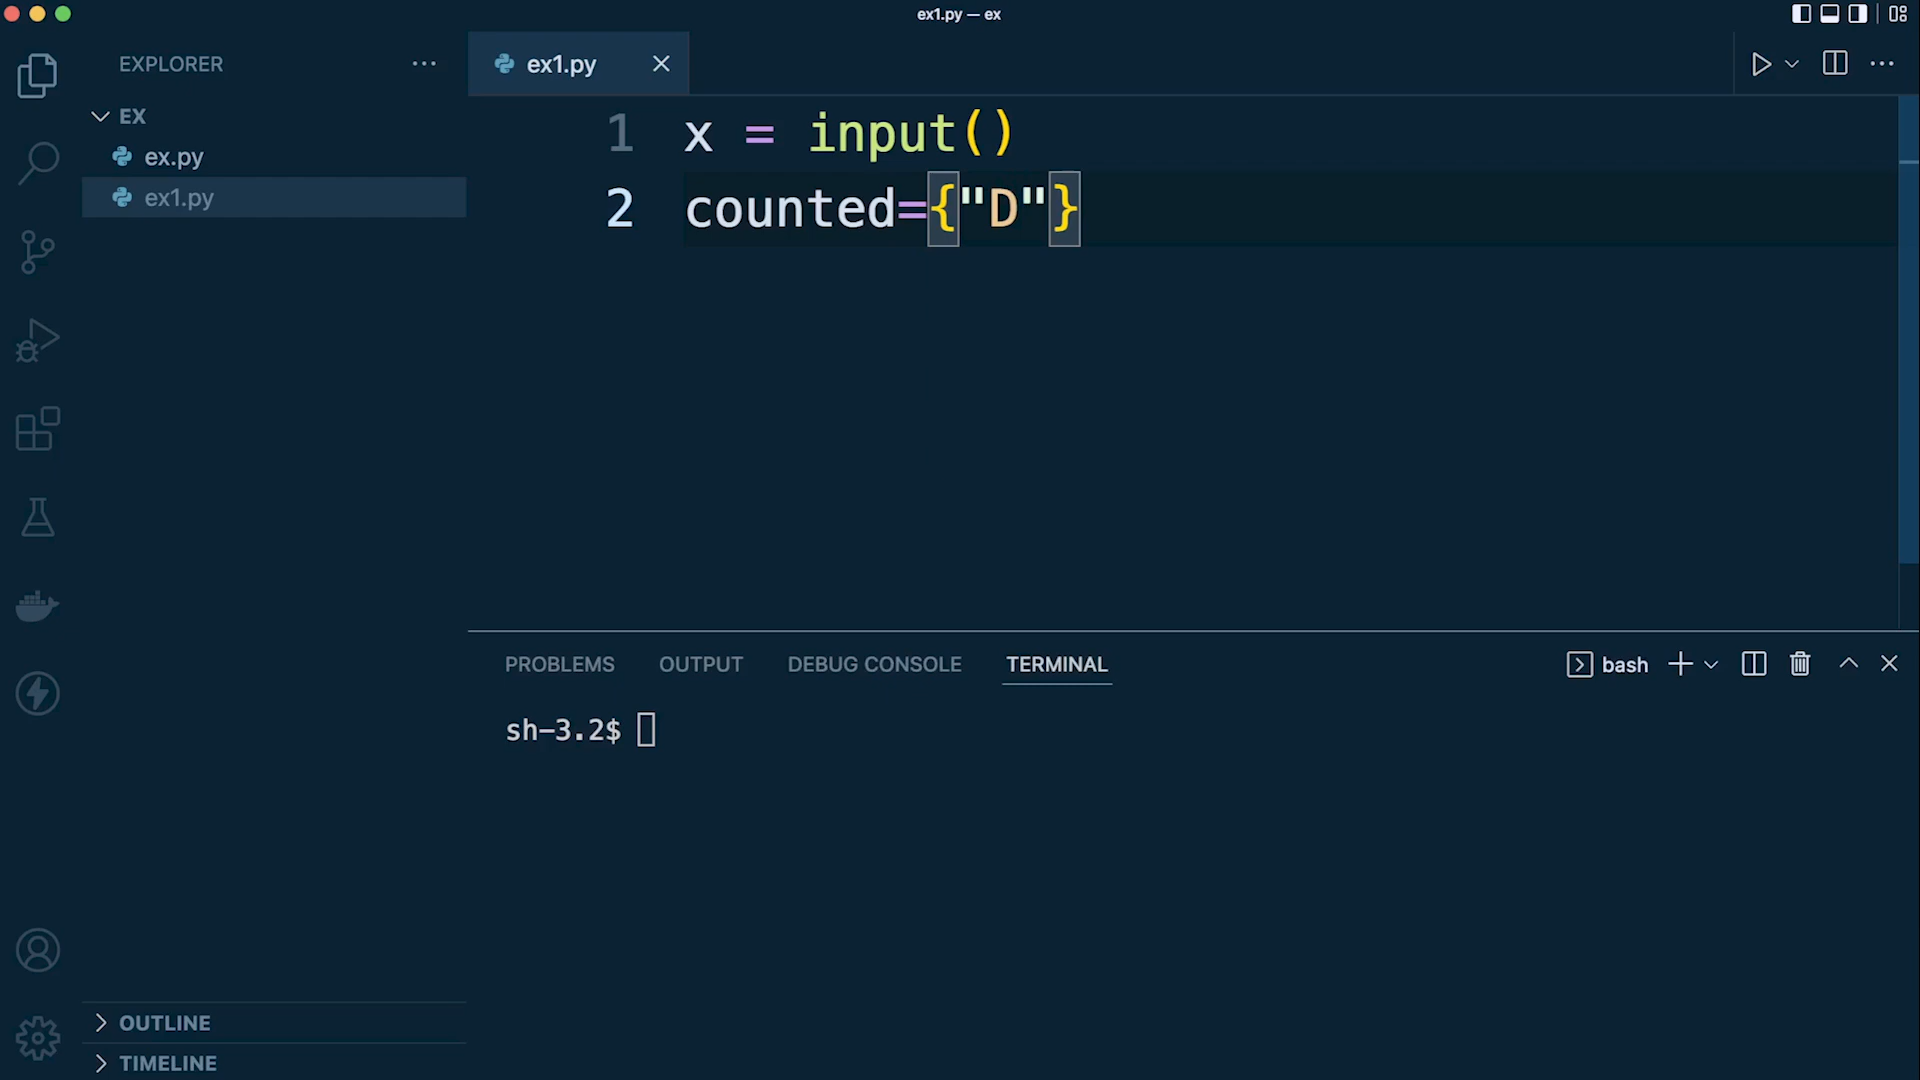 ex1.py — ex
EXPLORER
EX
ex.py
ex1.py
ex1.py
1 x = input()
2 counted={"D"}
PROBLEMS OUTPUT DEBUG CONSOLE TERMINAL
bash
sh-3.2$
OUTLINE
TIMELINE